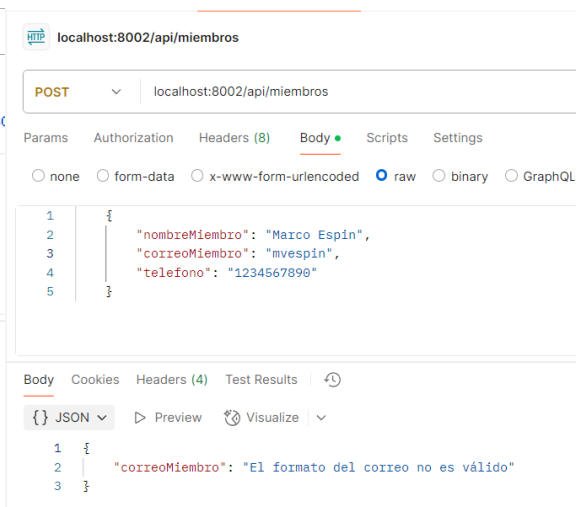 HTTP localhost:8002/api/miembros
POST localhost:8002/api/miembros
Params Authorization Headers (8) Body Scripts Settings
none form-data x-www-form-urlencoded raw binary GraphQL
1 {
2 "nombreMiembro": "Marco Espin",
3 "correoMiembro": "mvespin",
4 "telefono": "1234567890"
5 }
Body Cookies Headers (4) Test Results
{} JSON Preview Visualize
1 {
2 "correoMiembro": "El formato del correo no es válido"
3 }